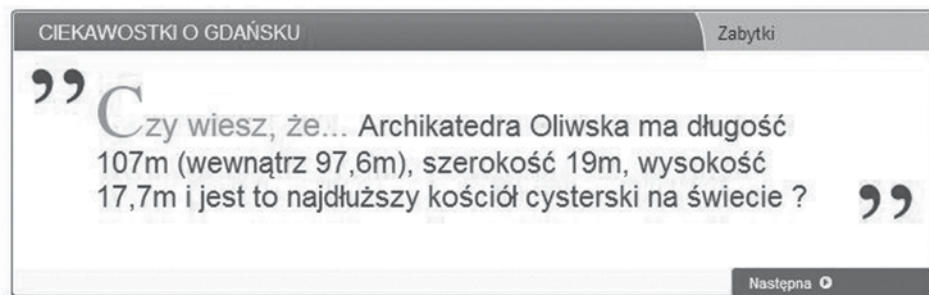 CIEKAWOSTKI O GDAŃSKU
Zabytki
”
Czy wiesz, że... Archikatedra Oliwska ma długość
107m (wewnątrz 97,6m), szerokość 19m, wysokość
17,7m i jest to najdłuższy kościół cysterski na świecie ?
”
Następna